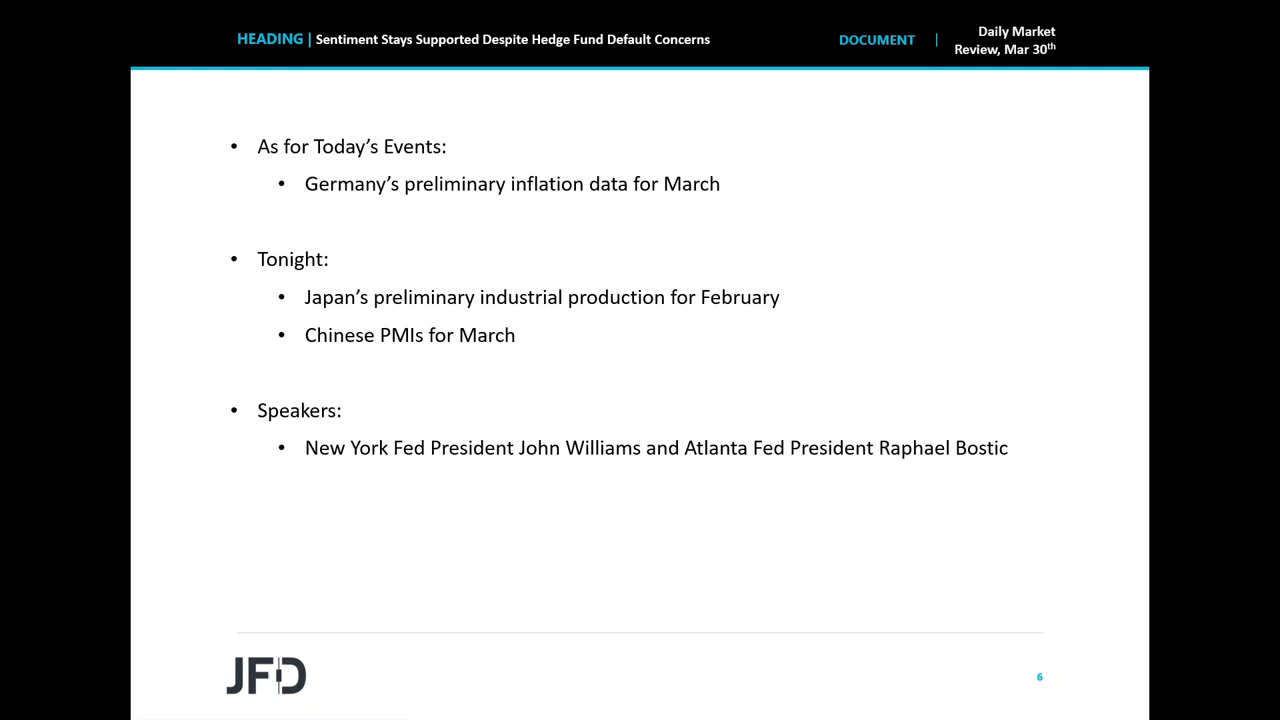 HEADING | Sentiment Stays Supported Despite Hedge Fund Default Concerns
DOCUMENT |
Daily Market
Review, Mar 30th
• As for Today’s Events:
• Germany’s preliminary inflation data for March
• Tonight:
• Japan’s preliminary industrial production for February
• Chinese PMIs for March
• Speakers:
• New York Fed President John Williams and Atlanta Fed President Raphael Bostic
JFD
6